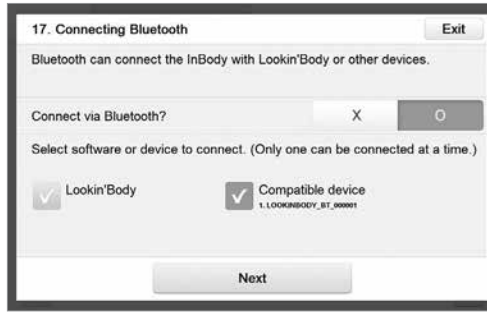 17. Connecting Bluetooth
Exit
Bluetooth can connect the InBody with Lookin'Body or other devices.
Connect via Bluetooth?
X
O
Select software or device to connect. (Only one can be connected at a time.)
Lookin'Body
Compatible device
1. LOOKINBODY_BT_000001
Next